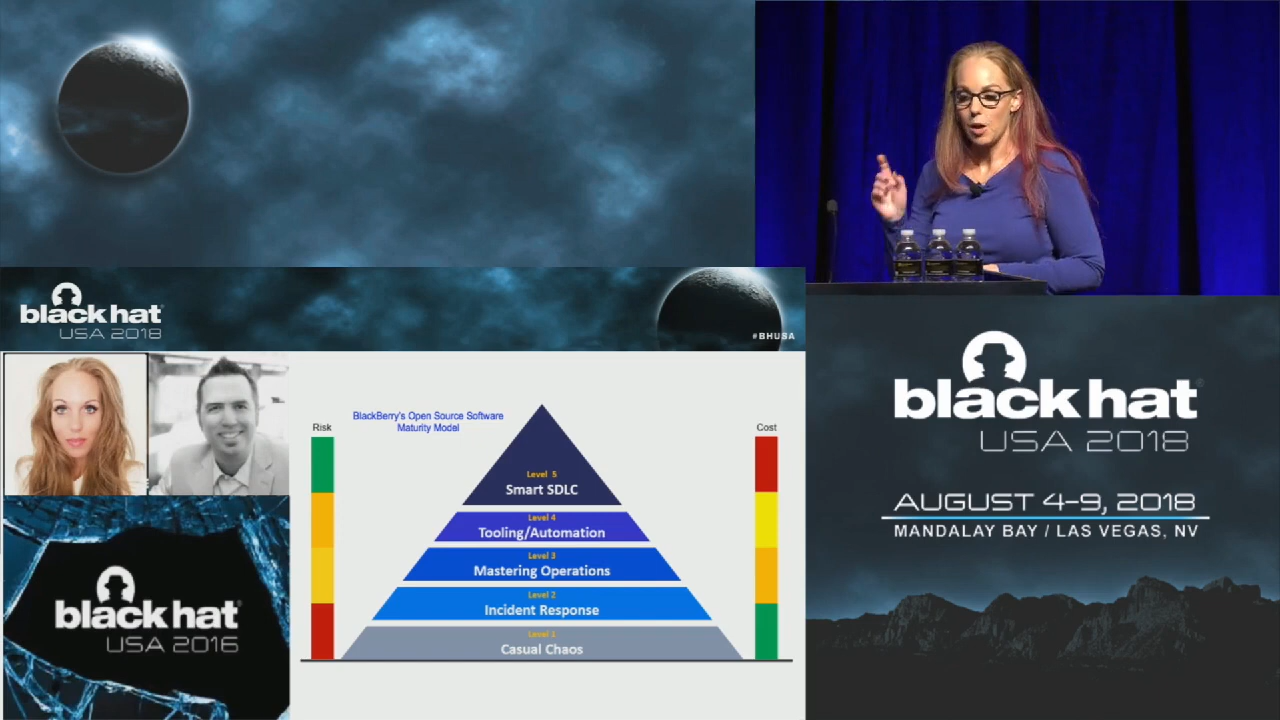 black hat
USA 2018
#BHUSA
BlackBerry's Open Source Software
Maturity Model
Risk
Cost
Level 5
Smart SDLC
Level 4
Tooling/Automation
Level 3
Mastering Operations
Level 2
Incident Response
Level 1
Casual Chaos
black hat
USA 2016
black hat
USA 2018
AUGUST 4-9, 2018
MANDALAY BAY / LAS VEGAS, NV